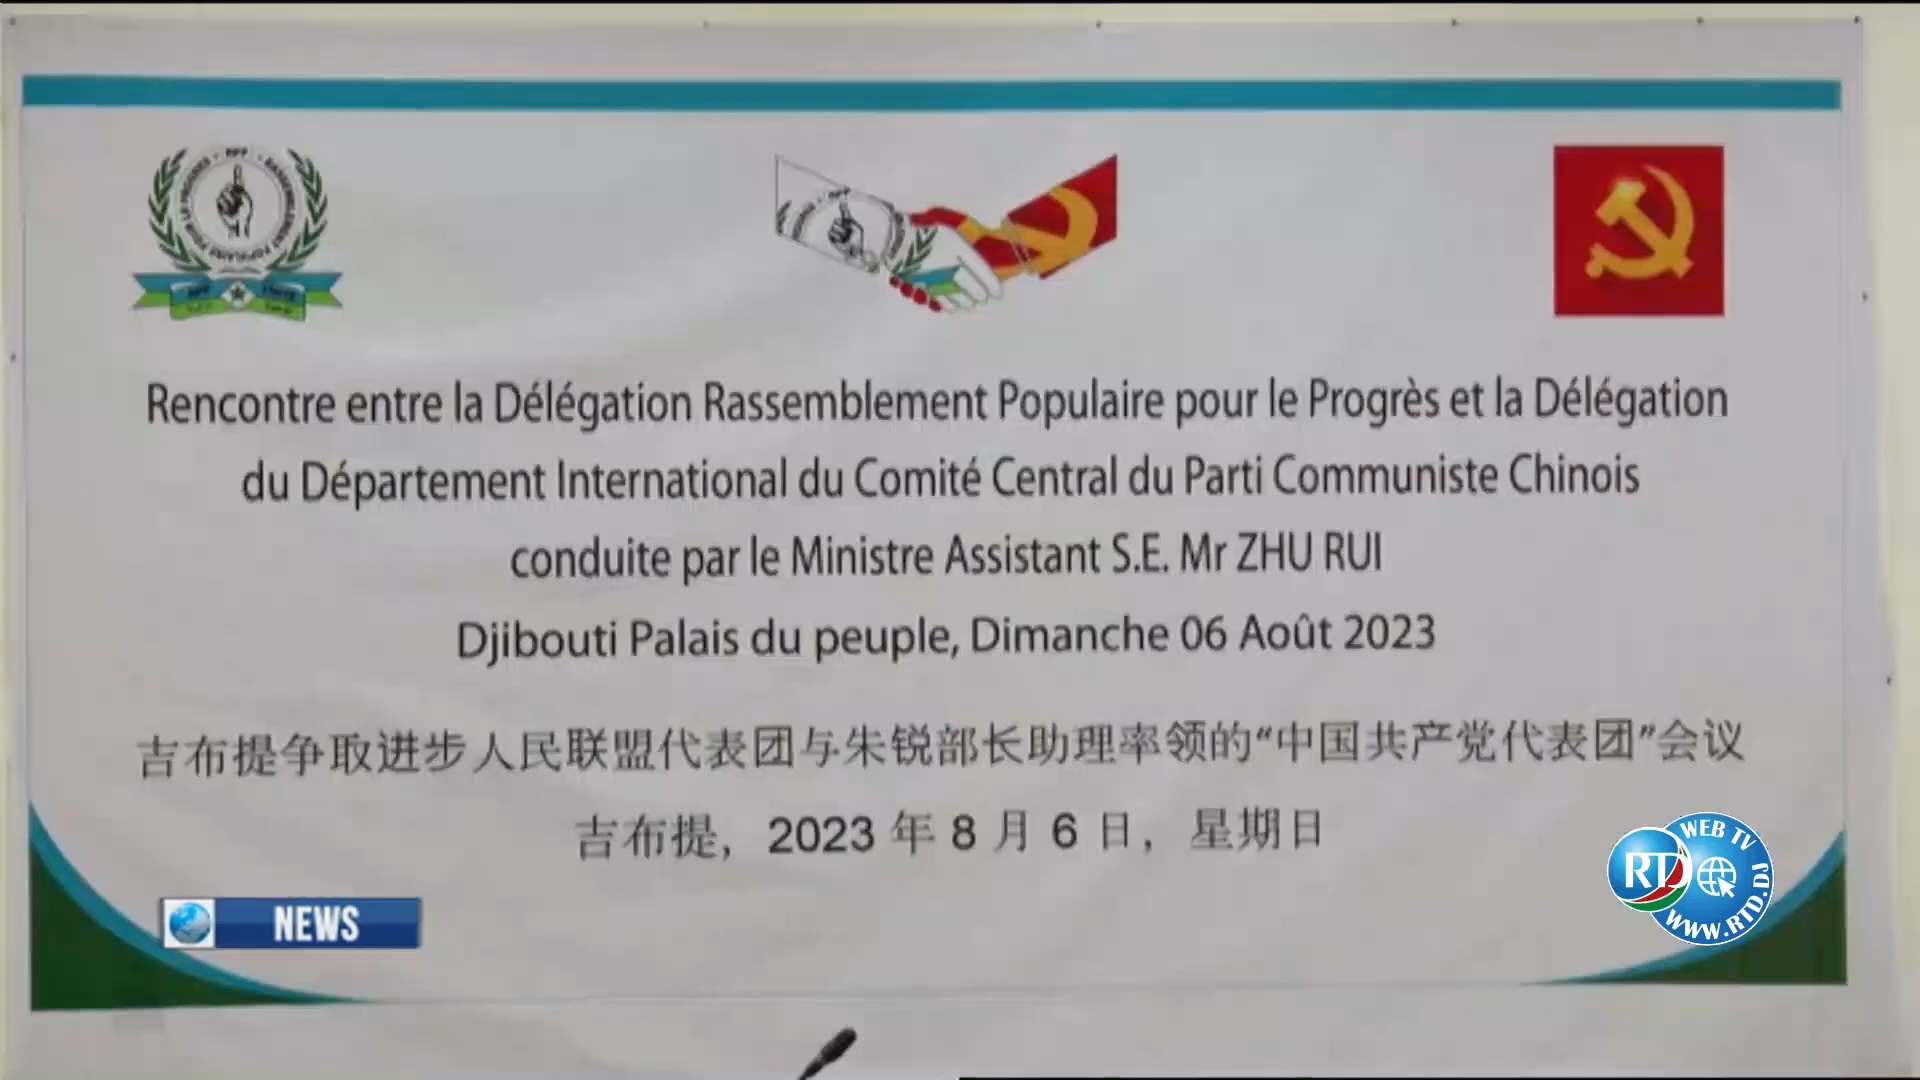 Rencontre entre la Délégation Rassemblement Populaire pour le Progrès et la Délégation
du Département International du Comité Central du Parti Communiste Chinois
conduite par le Ministre Assistant S.E. Mr ZHU RUI
Djibouti Palais du peuple, Dimanche 06 Août 2023
吉布提争取进步人民联盟代表团与朱锐部长助理率领的“中国共产党代表团”会议
吉布提，2023 年 8 月 6 日，星期日
NEWS
WEB TV
RTD
WWW.RTD.DJ